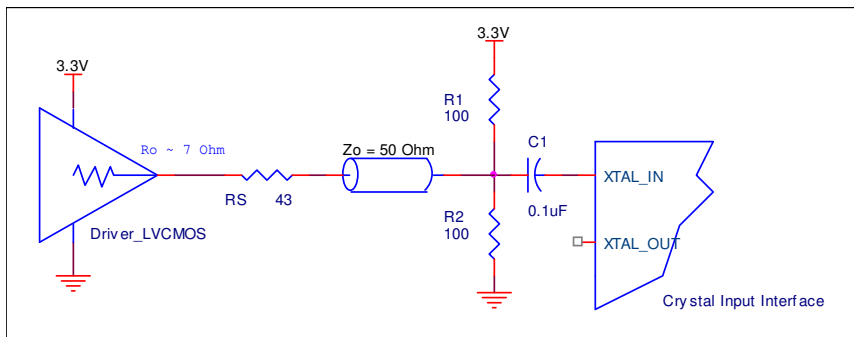 3.3V
3.3V
R1
100
Ro ~ 7 Ohm
Zo = 50 Ohm
C1
RS 43
0.1uF
XTAL_IN
R2
100
XTAL_OUT
Driver_LVCMOS
Crystal Input Interface